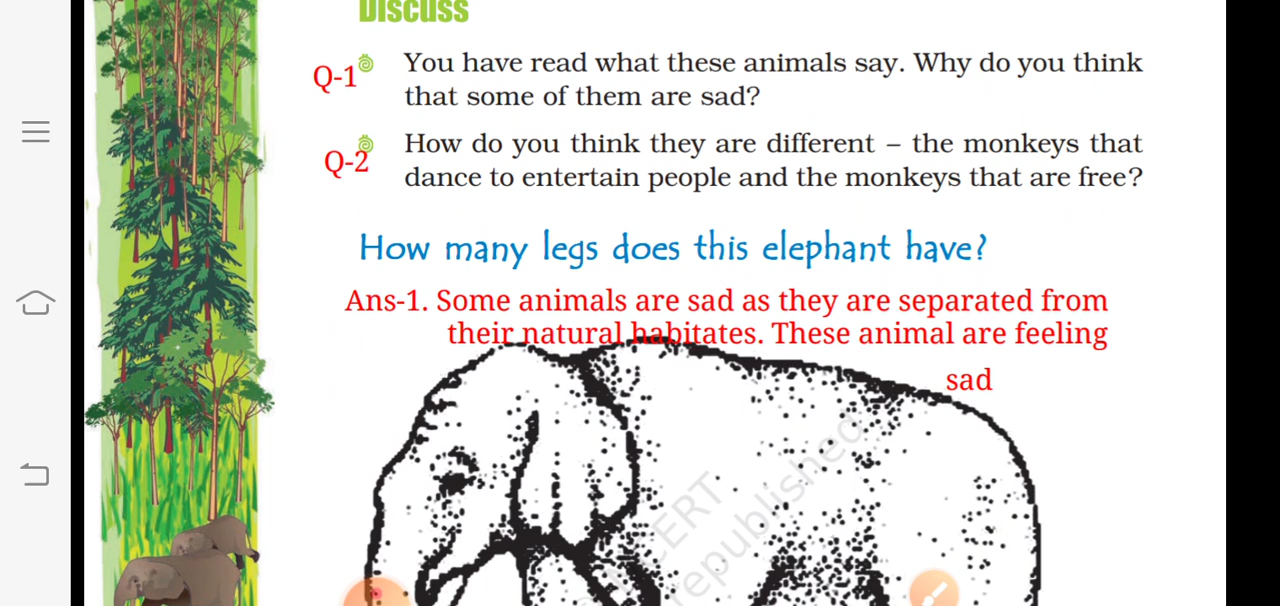 Discuss
Q-1 You have read what these animals say. Why do you think
that some of them are sad?
Q-2 How do you think they are different – the monkeys that
dance to entertain people and the monkeys that are free?
How many legs does this elephant have?
Ans-1. Some animals are sad as they are separated from
their natural habitates. These animal are feeling
sad
republished